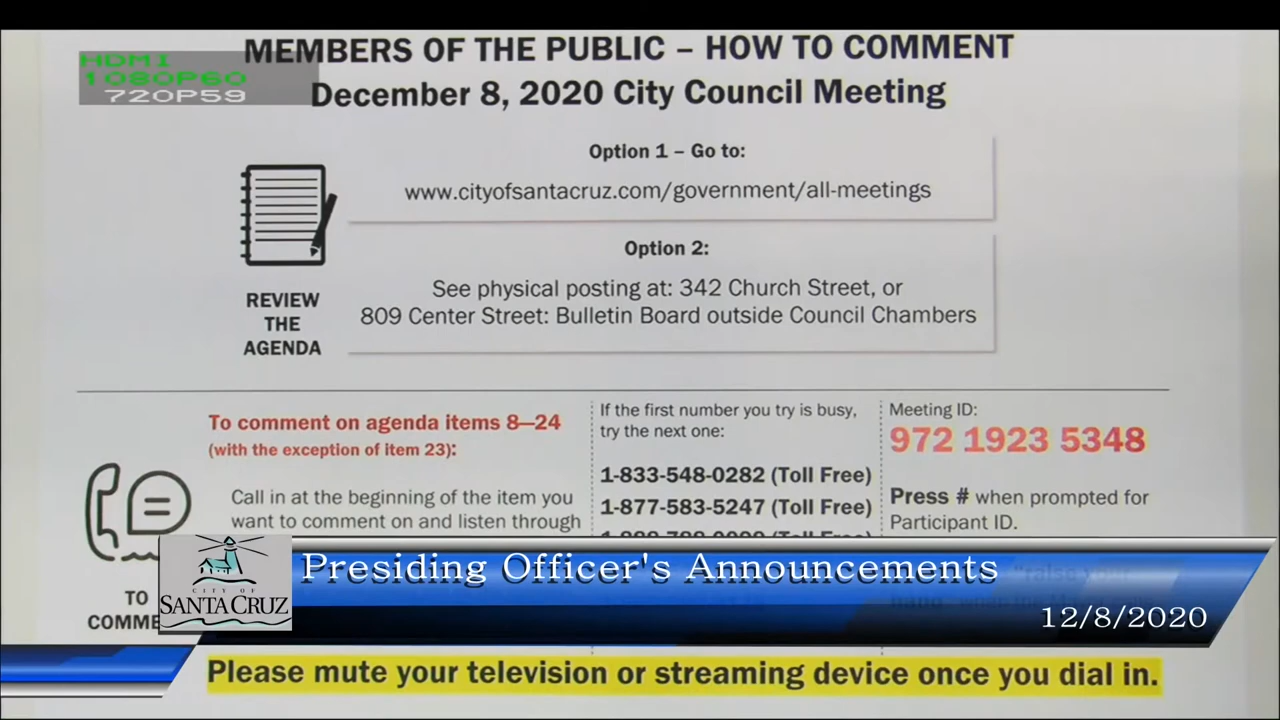 HDMI
1080P60
720P59
MEMBERS OF THE PUBLIC – HOW TO COMMENT
December 8, 2020 City Council Meeting
Option 1 – Go to:
www.cityofsantacruz.com/government/all-meetings
Option 2:
See physical posting at: 342 Church Street, or
809 Center Street: Bulletin Board outside Council Chambers
REVIEW
THE
AGENDA
To comment on agenda items 8—24
(with the exception of item 23):
Call in at the beginning of the item you
want to comment on and listen through
If the first number you try is busy,
try the next one:
1-833-548-0282 (Toll Free)
1-877-583-5247 (Toll Free)
Meeting ID:
972 1923 5348
Press # when prompted for
Participant ID.
"raise your
TO
COMME
CITY OF
SANTA CRUZ
Presiding Officer's Announcements
12/8/2020
Please mute your television or streaming device once you dial in.